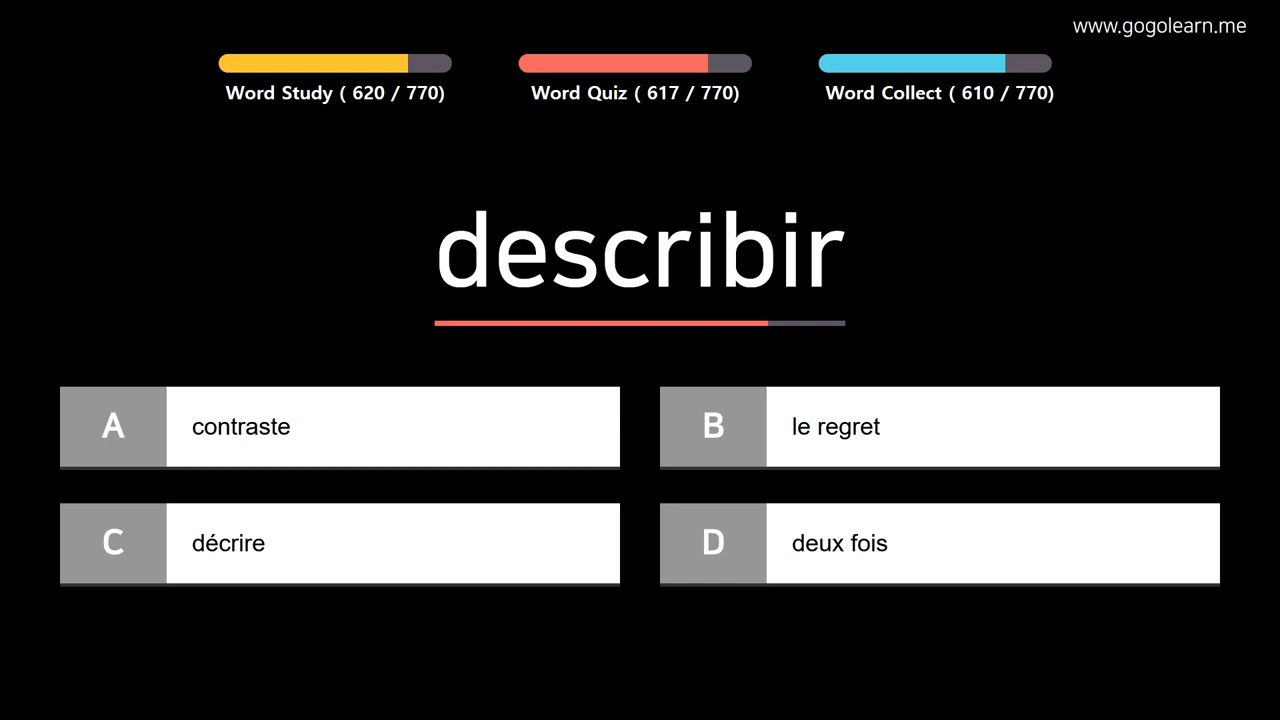 www.gogolearn.me
Word Study ( 620 / 770)
Word Quiz ( 617 / 770)
Word Collect ( 610 / 770)
describir
A contraste
B le regret
C décrire
D deux fois